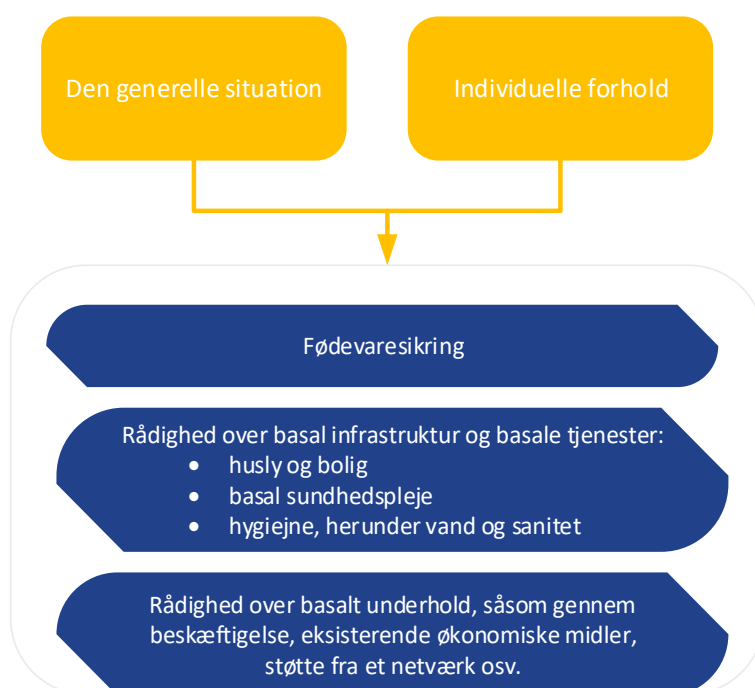 Den generelle situation
Individuelle forhold
Fødevaresikring
Rådighed over basal infrastruktur og basale tjenester:
• husly og bolig
• basal sundhedspleje
• hygiejne, herunder vand og sanitet
Rådighed over basalt underhold, såsom gennem
beskæftigelse, eksisterende økonomiske midler,
støtte fra et netværk osv.